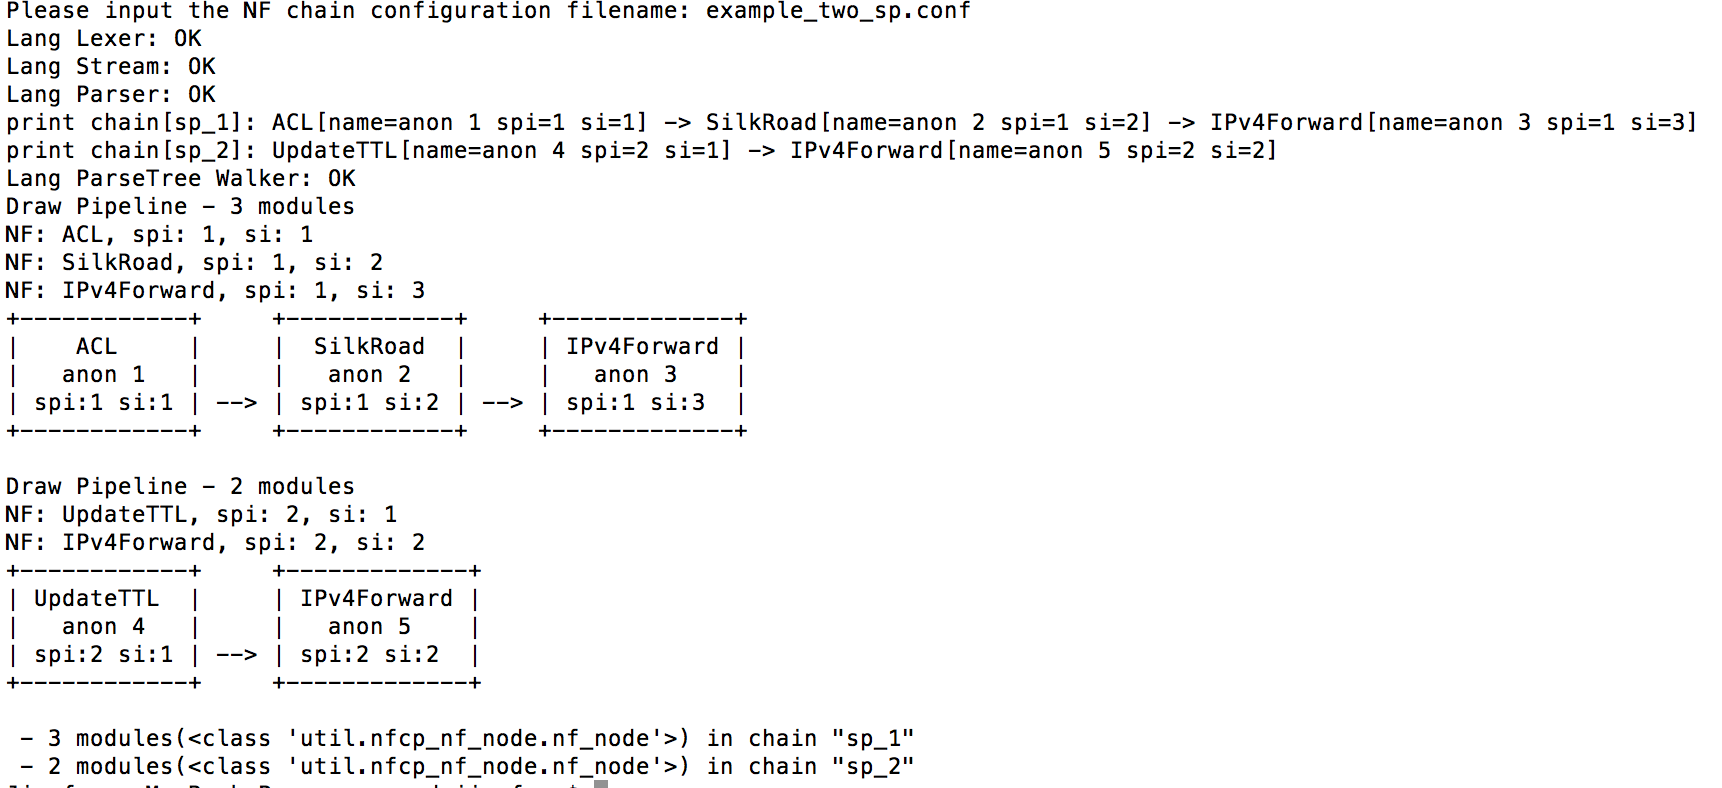 Please input the NF chain configuration filename: example_two_sp.conf
Lang Lexer: OK
Lang Stream: OK
Lang Parser: OK
print chain[sp_1]: ACL[name=anon 1 spi=1 si=1] -> SilkRoad[name=anon 2 spi=1 si=2] -> IPv4Forward[name=anon 3 spi=1 si=3]
print chain[sp_2]: UpdateTTL[name=anon 4 spi=2 si=1] -> IPv4Forward[name=anon 5 spi=2 si=2]
Lang ParseTree Walker: OK
Draw Pipeline - 3 modules
NF: ACL, spi: 1, si: 1
NF: SilkRoad, spi: 1, si: 2
NF: IPv4Forward, spi: 1, si: 3
+------------+     +------------+     +-------------+
|    ACL     |     |  SilkRoad  |     | IPv4Forward |
|   anon 1   |     |   anon 2   |     |   anon 3    |
| spi:1 si:1 | --> | spi:1 si:2 | --> | spi:1 si:3  |
+------------+     +------------+     +-------------+
Draw Pipeline - 2 modules
NF: UpdateTTL, spi: 2, si: 1
NF: IPv4Forward, spi: 2, si: 2
+------------+     +-------------+
| UpdateTTL  |     | IPv4Forward |
|   anon 4   |     |   anon 5    |
| spi:2 si:1 | --> | spi:2 si:2  |
+------------+     +-------------+
 - 3 modules(<class 'util.nfcp_nf_node.nf_node'>) in chain "sp_1"
 - 2 modules(<class 'util.nfcp_nf_node.nf_node'>) in chain "sp_2"